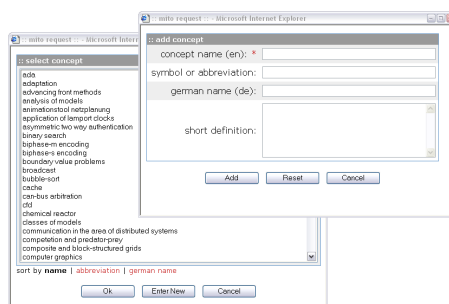 :: mito request :: - Microsoft Internet Explorer
:: add concept
concept name (en): *
symbol or abbreviation:
german name (de):
short definition:
Add Reset Cancel
:: mito request :: - Microsoft Interr
:: select concept
ada
adaptation
advancing front methods
analysis of models
animationstool netzplanung
application of lamport clocks
asymmetric two way authentication
binary search
biphase-m encoding
biphase-s encoding
boundary value problems
broadcast
bubble-sort
cache
can-bus arbitration
cfd
chemical reactor
classes of models
communication in the area of distributed systems
competetion and predator-prey
composite and block-structured grids
computer graphics
sort by name | abbreviation | german name
Ok Enter New Cancel